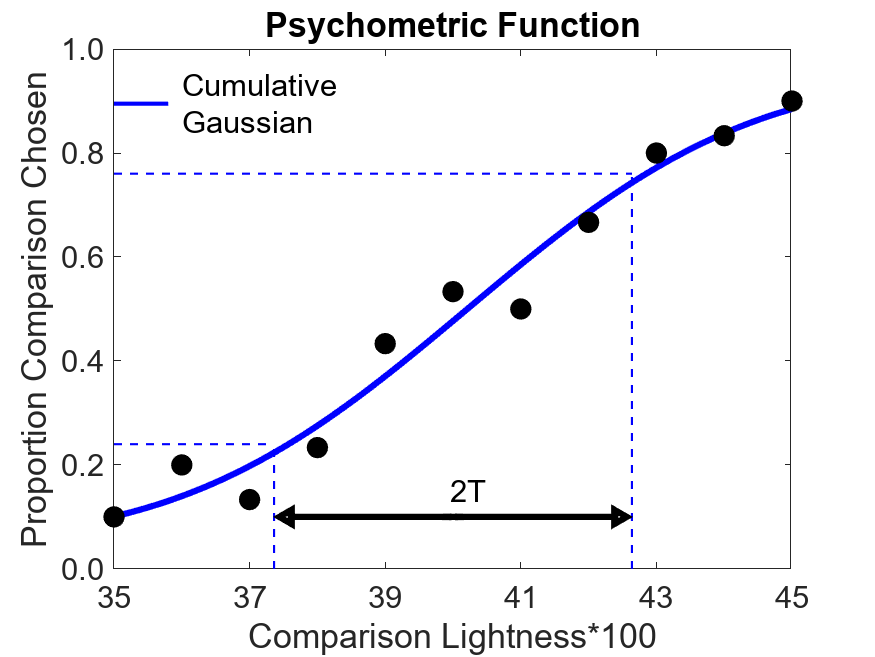 Psychometric Function
Proportion Comparison Chosen
1.0
0.8
0.6
0.4
0.2
0.0
Cumulative
Gaussian
2T
35 37 39 41 43 45
Comparison Lightness*100